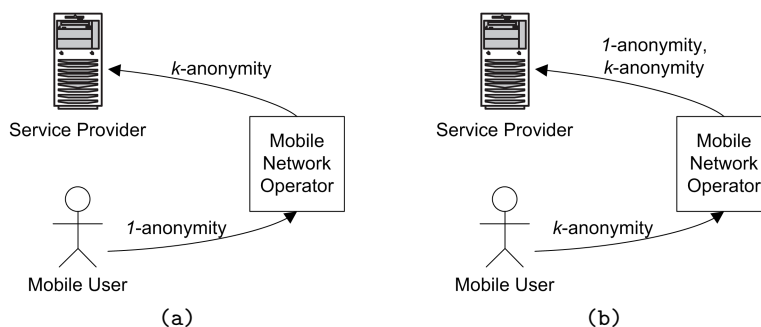 k-anonymity
Service Provider
Mobile
Network
Operator
1-anonymity
Mobile User
(a)
1-anonymity,
k-anonymity
Service Provider
Mobile
Network
Operator
k-anonymity
Mobile User
(b)